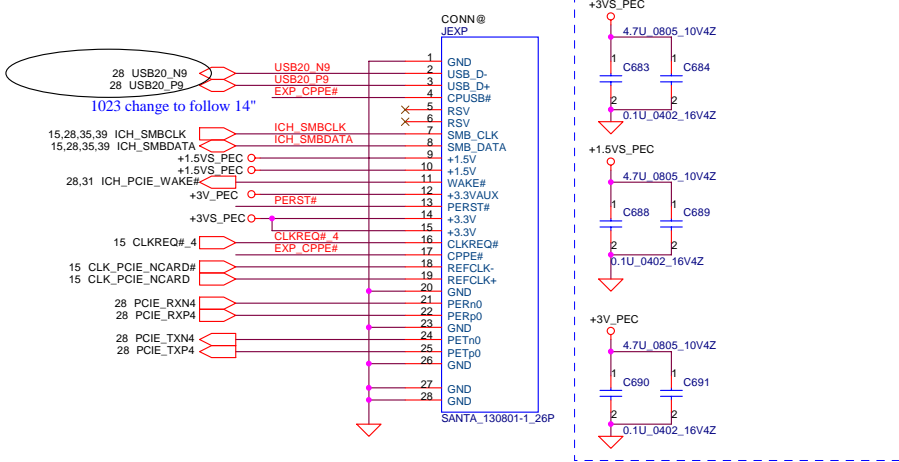 CONN@
JEXP
1 GND
28 USB20_N9 USB20_N9 2 USB_D-
28 USB20_P9 USB20_P9 3 USB_D+
EXP_CPPE# 4 CPUSB#
1023 change to follow 14"
5 RSV
6 RSV
15,28,35,39 ICH_SMBCLK ICH_SMBCLK 7 SMB_CLK
15,28,35,39 ICH_SMBDATA ICH_SMBDATA 8 SMB_DATA
+1.5VS_PEC 9 +1.5V
+1.5VS_PEC 10 +1.5V
28,31 ICH_PCIE_WAKE# 11 WAKE#
+3V_PEC 12 +3.3VAUX
PERST# 13 PERST#
+3VS_PEC 14 +3.3V
15 +3.3V
15 CLKREQ#_4 CLKREQ#_4 16 CLKREQ#
EXP_CPPE# 17 CPPE#
15 CLK_PCIE_NCARD# 18 REFCLK-
15 CLK_PCIE_NCARD 19 REFCLK+
20 GND
28 PCIE_RXN4 21 PERn0
28 PCIE_RXP4 22 PERp0
23 GND
28 PCIE_TXN4 24 PETn0
28 PCIE_TXP4 25 PETp0
26 GND
27 GND
28 GND
SANTA_130801-1_26P
+3VS_PEC
4.7U_0805_10V4Z
1 1
C683 C684
2 2
0.1U_0402_16V4Z
+1.5VS_PEC
4.7U_0805_10V4Z
1 1
C688 C689
2 2
0.1U_0402_16V4Z
+3V_PEC
4.7U_0805_10V4Z
1 1
C690 C691
2 2
0.1U_0402_16V4Z